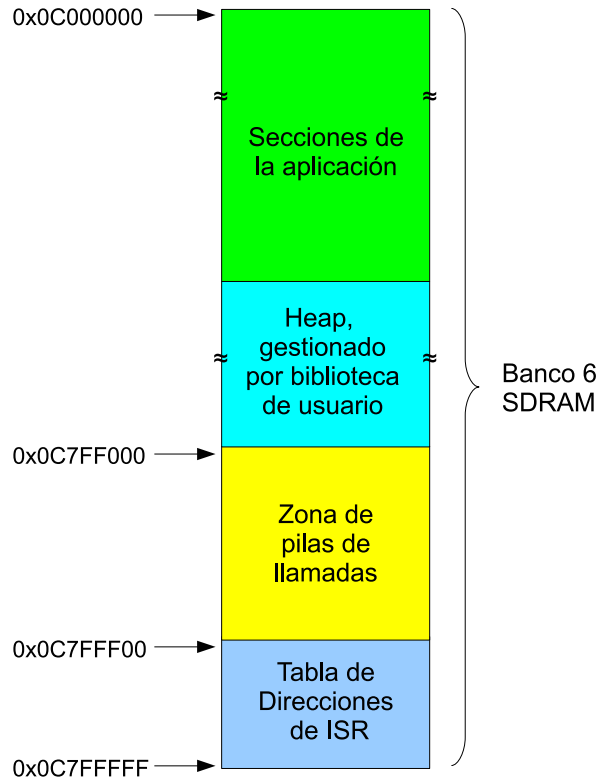 0x0C000000
Secciones de
la aplicación
Heap,
gestionado
por biblioteca
de usuario
Banco 6
SDRAM
0x0C7FF000
Zona de
pilas de
llamadas
0x0C7FFF00
Tabla de
Direcciones
de ISR
0x0C7FFFFF